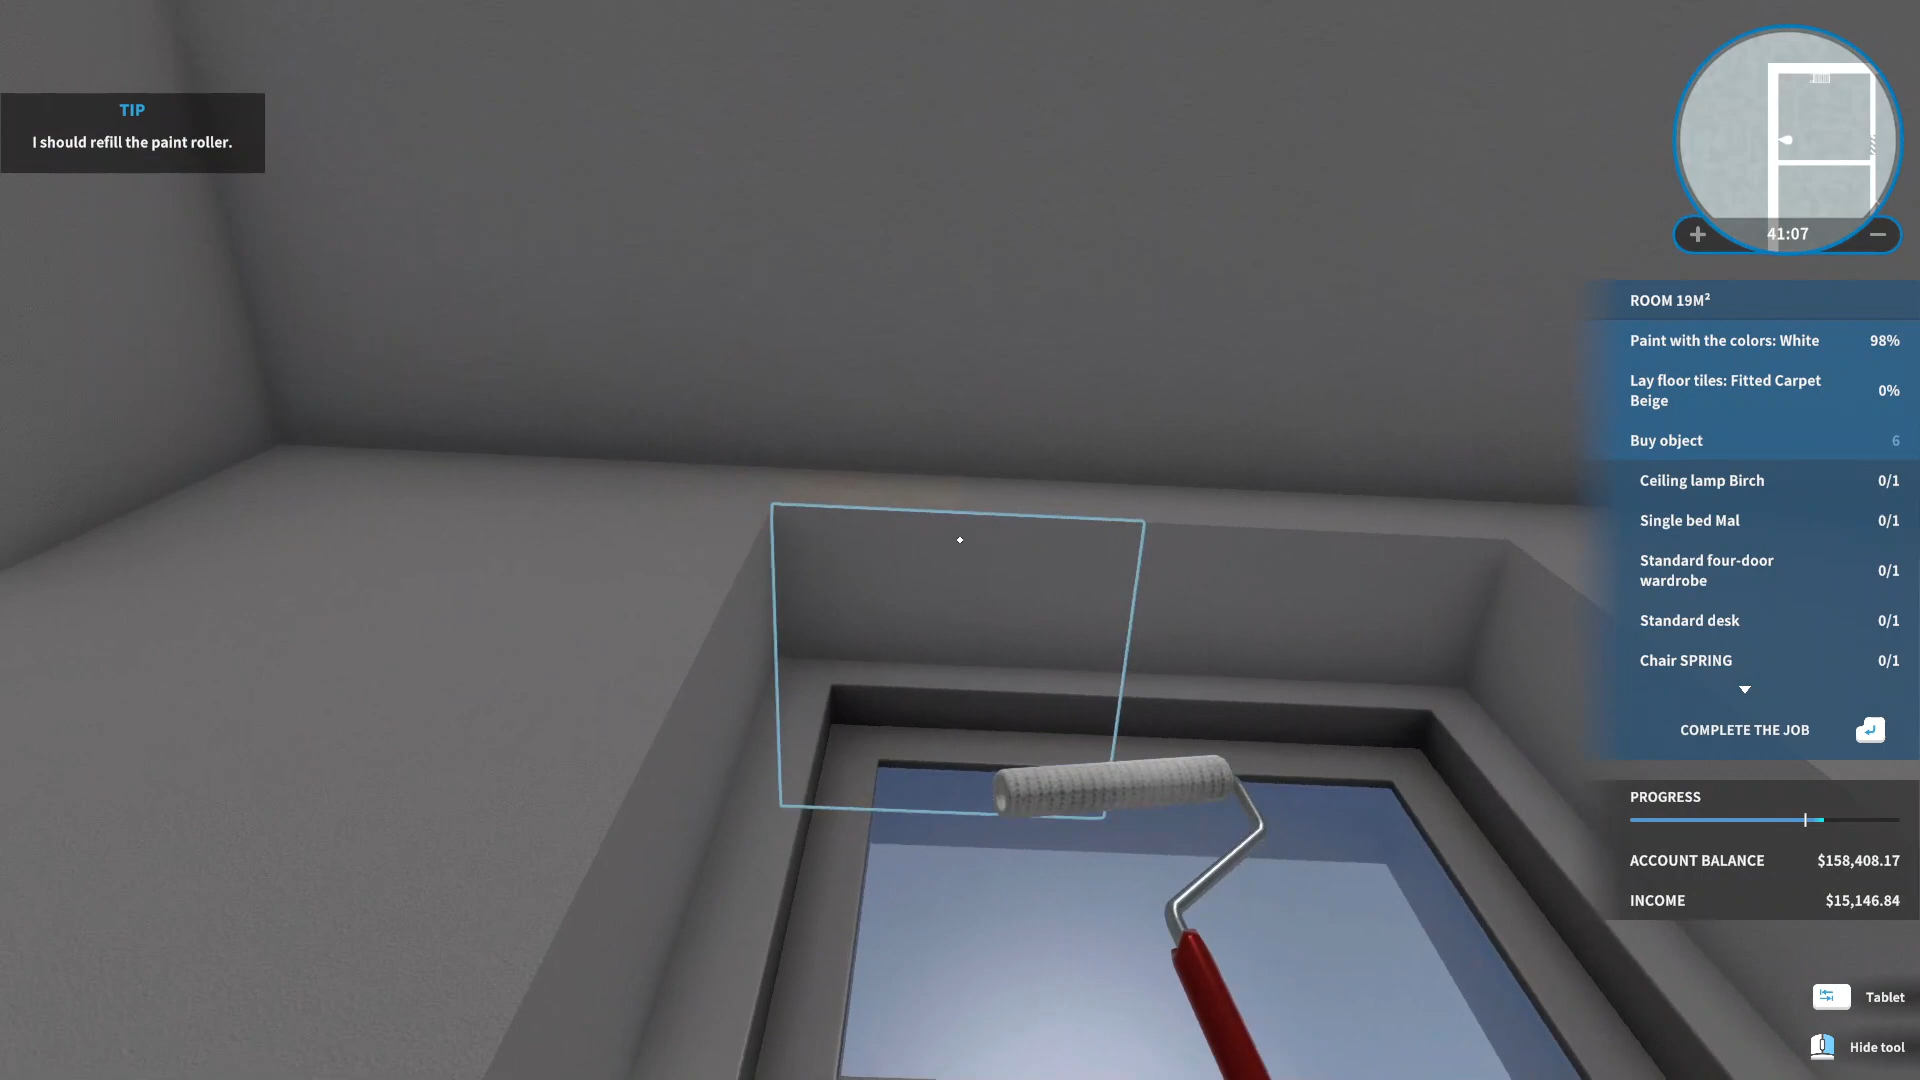 TIP
I should refill the paint roller.
41:07
ROOM 19M²
Paint with the colors: White 98%
Lay floor tiles: Fitted Carpet
Beige 0%
Buy object 6
Ceiling lamp Birch 0/1
Single bed Mal 0/1
Standard four-door
wardrobe 0/1
Standard desk 0/1
Chair SPRING 0/1
COMPLETE THE JOB
PROGRESS
ACCOUNT BALANCE $158,408.17
INCOME $15,146.84
Tablet
Hide tool